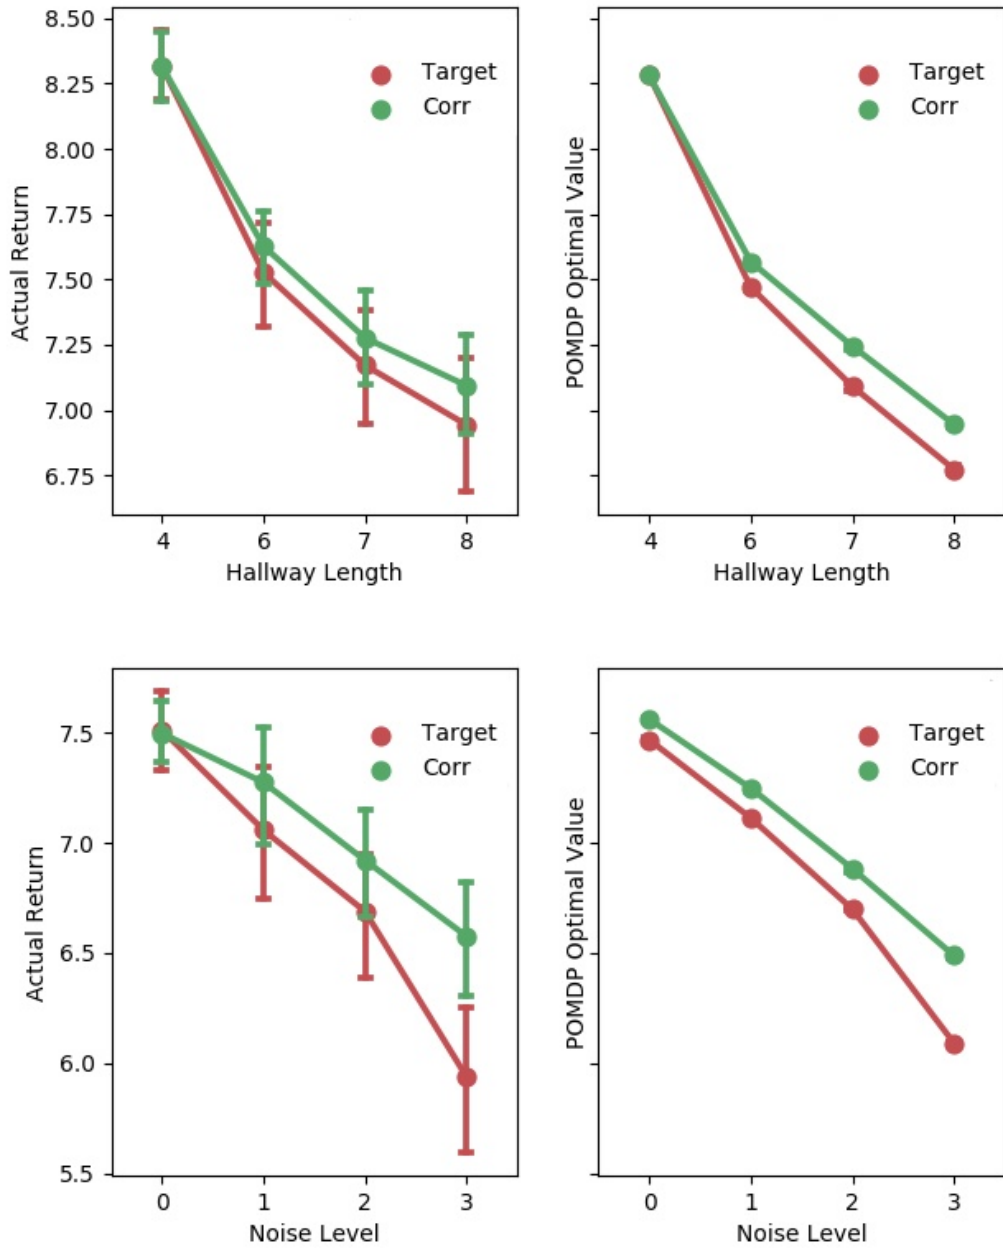 8.50
8.25
8.00
7.75
7.50
7.25
7.00
6.75
Actual Return
Target
Corr
4 6 7 8
Hallway Length
POMDP Optimal Value
Target
Corr
4 6 7 8
Hallway Length
7.5
7.0
6.5
6.0
5.5
Actual Return
Target
Corr
0 1 2 3
Noise Level
POMDP Optimal Value
Target
Corr
0 1 2 3
Noise Level